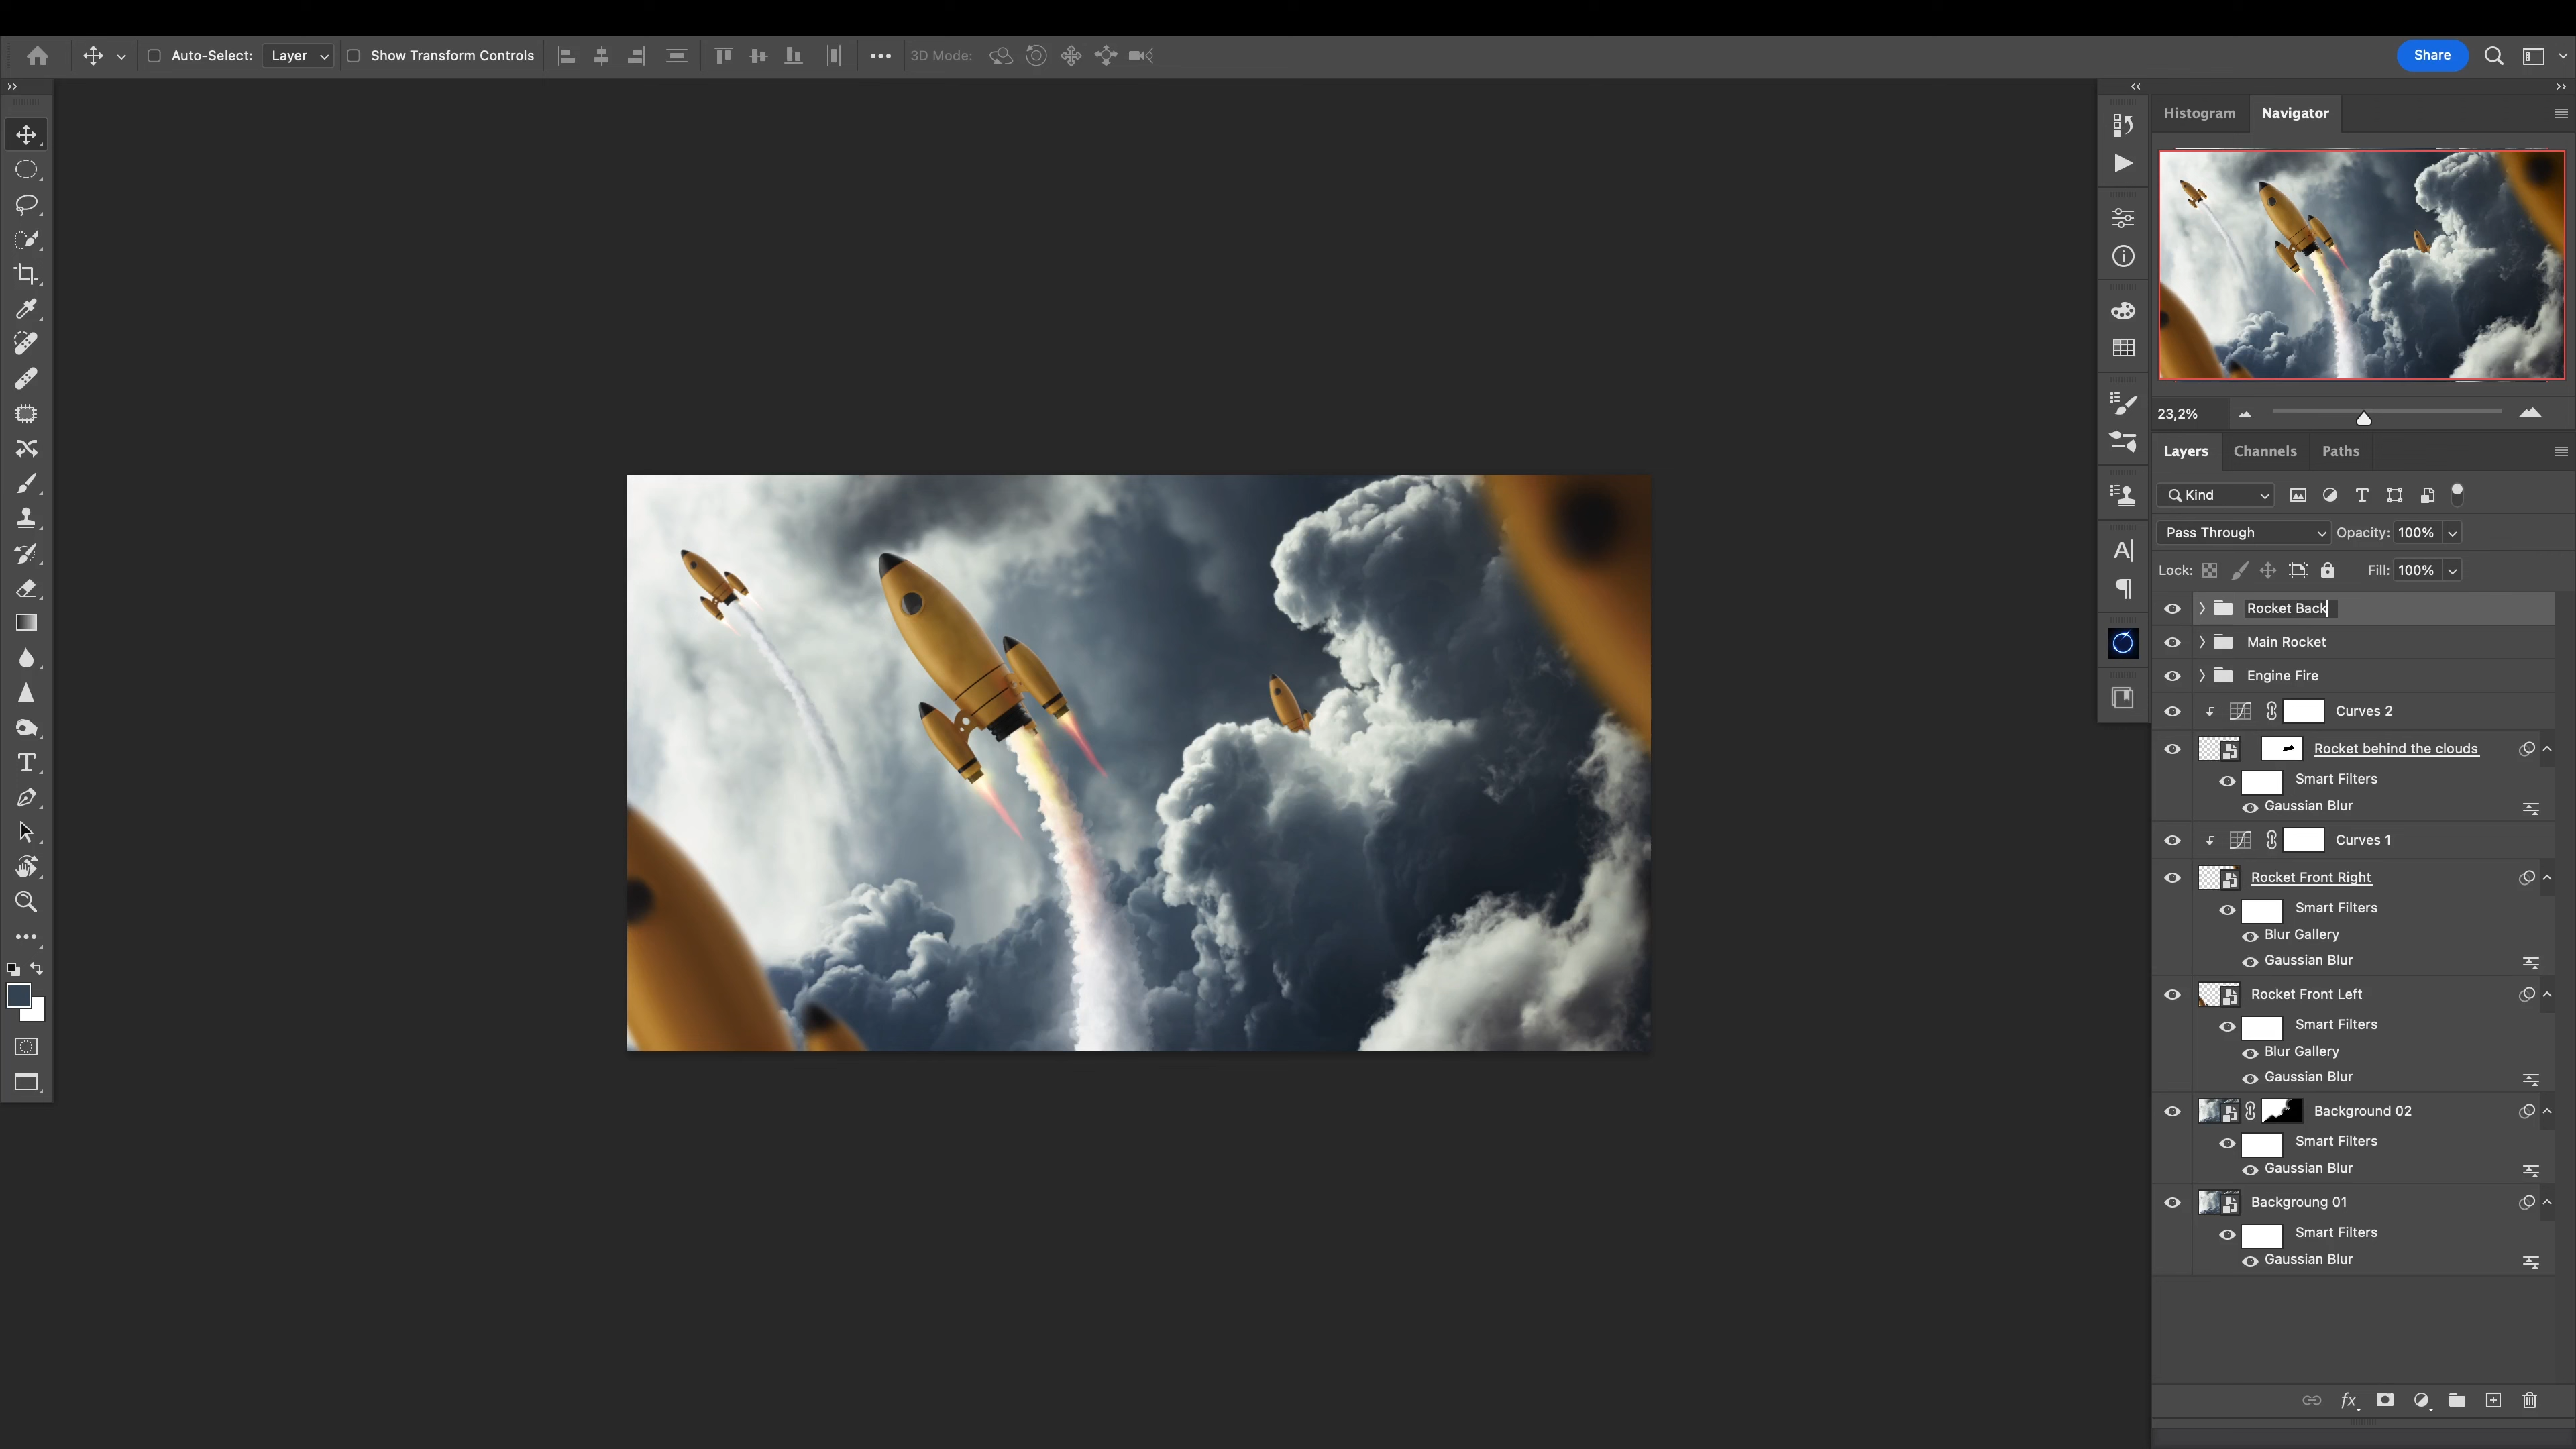 Auto-Select: Layer Show Transform Controls 3D Mode: Share
Histogram Navigator
23,2%
Layers Channels Paths
Kind
Pass Through Opacity: 100%
Lock: Fill: 100%
Rocket Back
Main Rocket
Engine Fire
Curves 2
Rocket behind the clouds
Smart Filters
Gaussian Blur
Curves 1
Rocket Front Right
Smart Filters
Blur Gallery
Gaussian Blur
Rocket Front Left
Smart Filters
Blur Gallery
Gaussian Blur
Background 02
Smart Filters
Gaussian Blur
Backgroung 01
Smart Filters
Gaussian Blur
fx